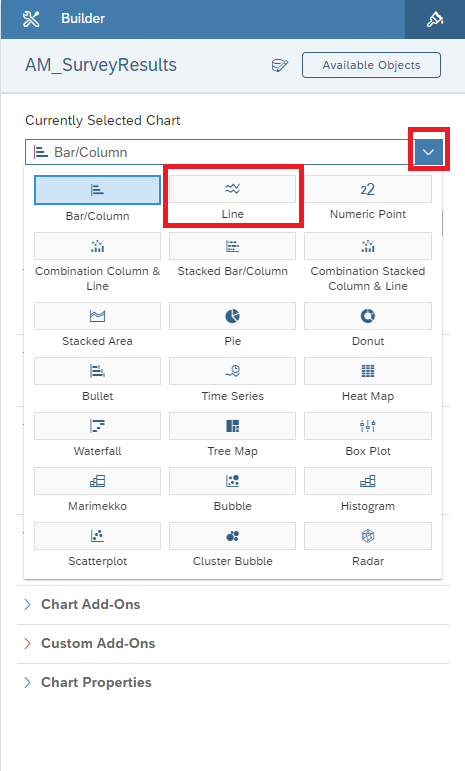 Builder
AM_SurveyResults
Available Objects
Currently Selected Chart
Bar/Column
Bar/Column
Line
22
Numeric Point
Combination Column &
Line
Stacked Bar/Column
Combination Stacked
Column & Line
Stacked Area
Pie
Donut
Bullet
Time Series
Heat Map
Waterfall
Tree Map
Box Plot
Marimekko
Bubble
Histogram
Scatterplot
Cluster Bubble
Radar
Chart Add-Ons
Custom Add-Ons
Chart Properties